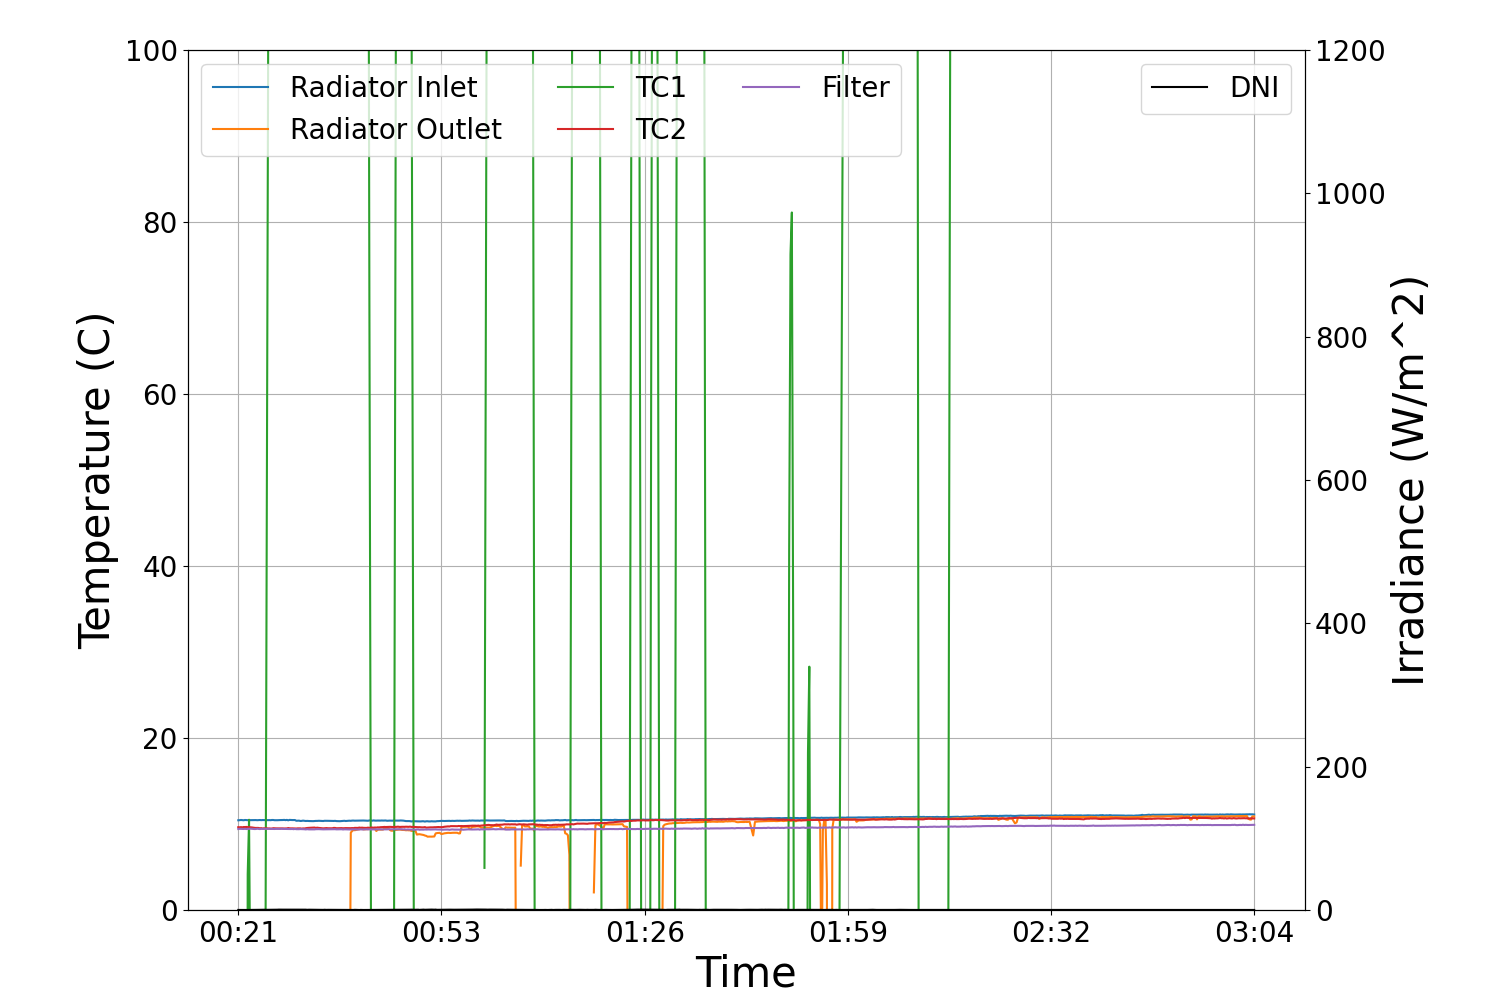 100
80
60
40
20
0
Temperature (C)
Radiator Inlet
Radiator Outlet
TC1
TC2
Filter
DNI
1200
1000
800
600
400
200
0
Irradiance (W/m^2)
00:21 00:53 01:26 01:59 02:32 03:04
Time